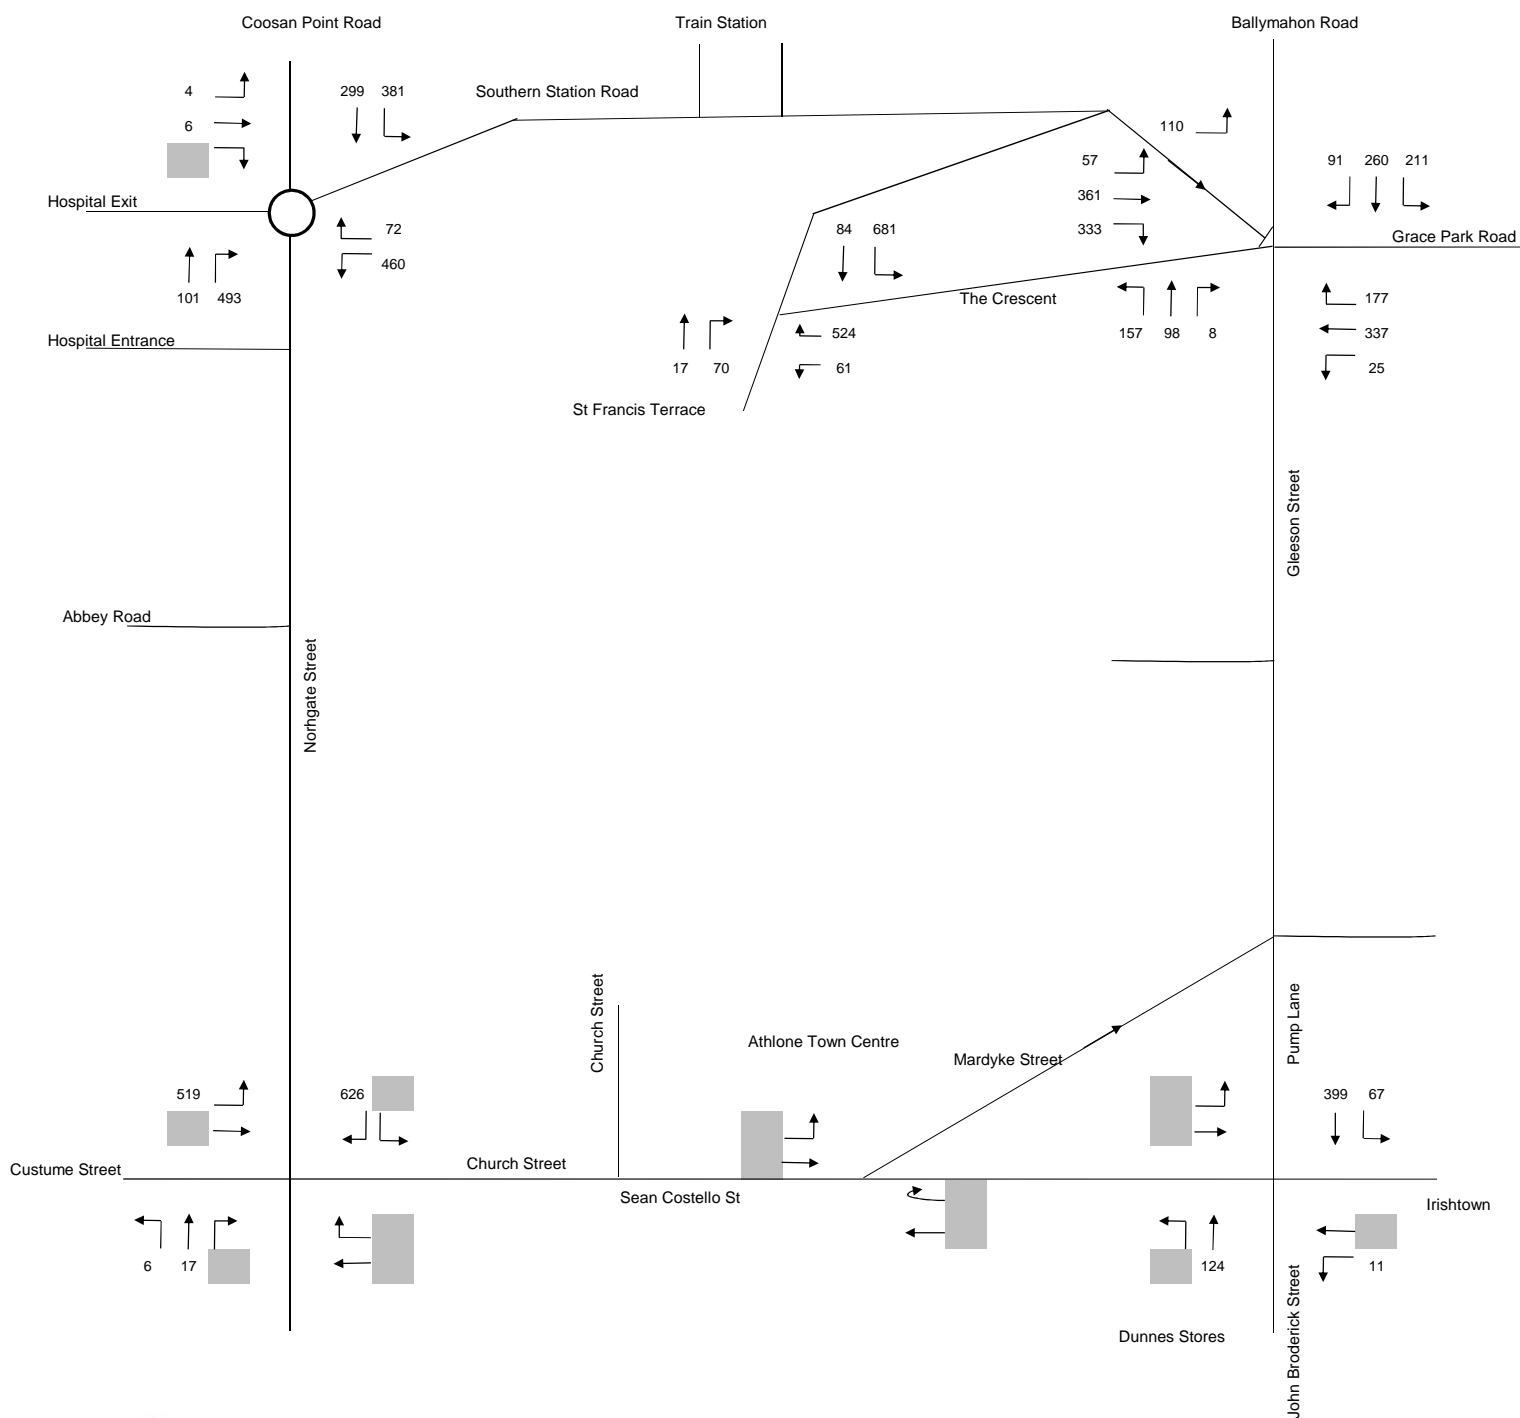 Coosan Point Road
Train Station
Ballymahon Road
4
299 381
Southern Station Road
6
110
57
91 260 211
Hospital Exit
361
72
333
84 681
Grace Park Road
460
101 493
The Crescent
177
Hospital Entrance
524
157 98 8
337
17 70
61
25
St Francis Terrace
Gleeson Street
Abbey Road
Norhgate Street
Church Street
Athlone Town Centre
Mardyke Street
Pump Lane
519
626
399 67
Custume Street
Church Street
Sean Costello St
Irishtown
6 17
124
11
Dunnes Stores
John Broderick Street